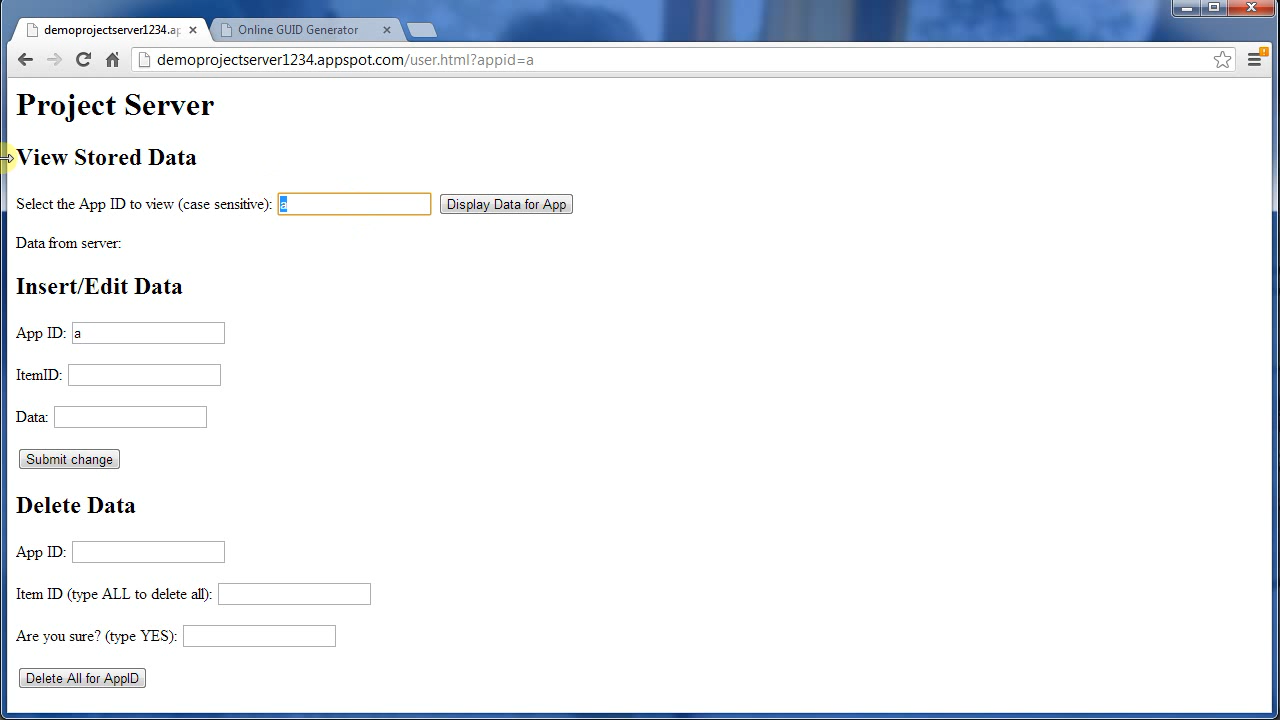 demoprojectserver1234.ap
Online GUID Generator
demoprojectserver1234.appspot.com/user.html?appid=a
Project Server
View Stored Data
Select the App ID to view (case sensitive): a Display Data for App
Data from server:
Insert/Edit Data
App ID: a
ItemID:
Data:
Submit change
Delete Data
App ID:
Item ID (type ALL to delete all):
Are you sure? (type YES):
Delete All for AppID